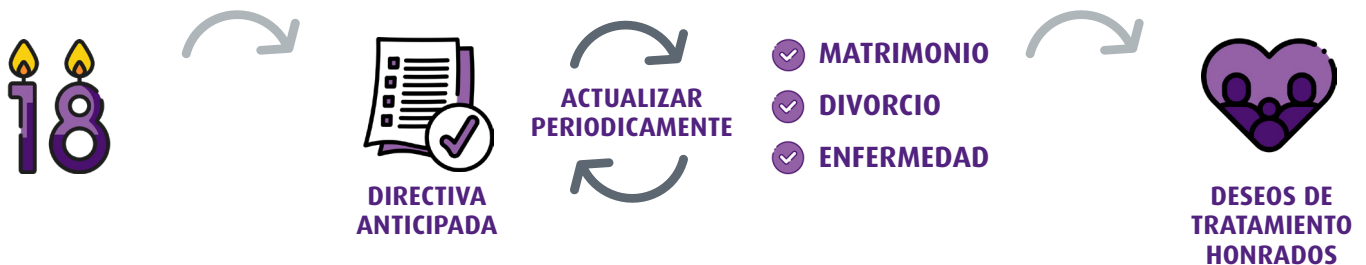 18
DIRECTIVA
ANTICIPADA
ACTUALIZAR
PERIODICAMENTE
MATRIMONIO
DIVORCIO
ENFERMEDAD
DESEOS DE
TRATAMIENTO
HONRADOS